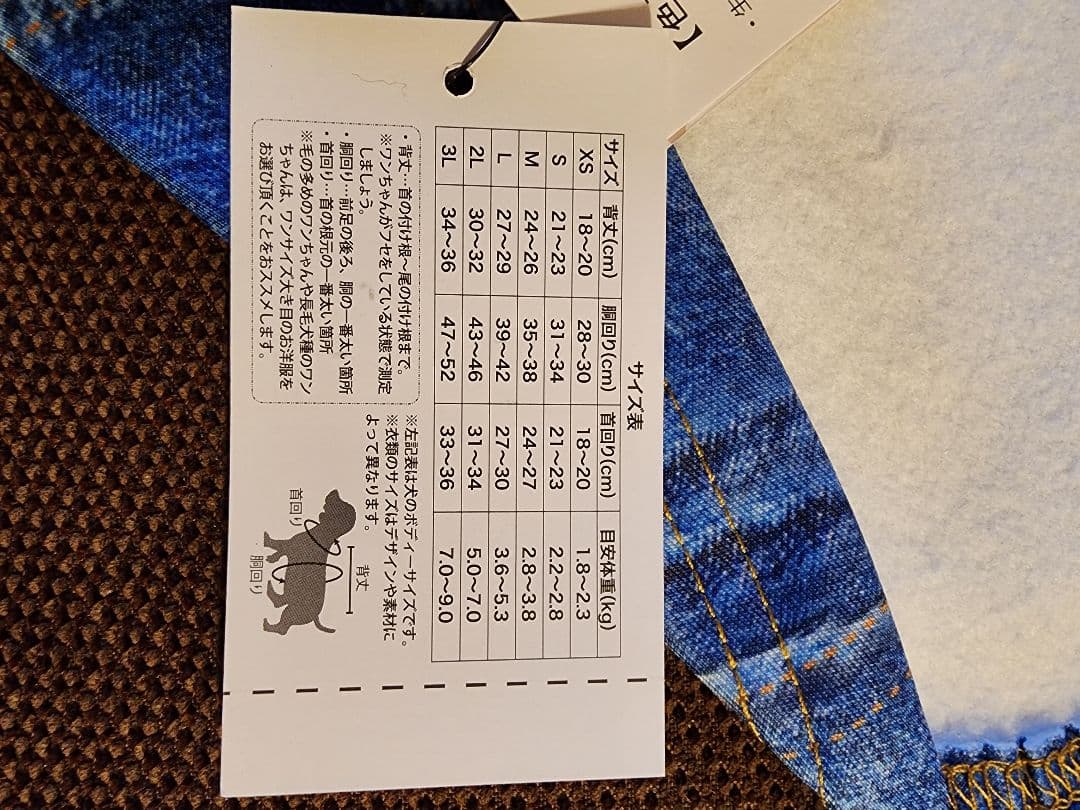 サイズ表
サイズ 背丈(cm) 胴回り(cm) 首回り(cm) 目安体重(kg)
XS 18〜20 28〜30 18〜20 1.8〜2.3
S 21〜23 31〜34 21〜23 2.2〜2.8
M 24〜26 35〜38 24〜27 2.8〜3.8
L 27〜29 39〜42 27〜30 3.6〜5.3
2L 30〜32 43〜46 31〜34 5.0〜7.0
3L 34〜36 47〜52 33〜36 7.0〜9.0
・背丈…首の付け根〜尾の付け根まで。
※ワンちゃんがフセをしている状態で測定
しましょう。
・胴回り…前足の後ろ、胴の一番太い箇所
・首回り…首の根元の一番太い箇所
※毛の多めのワンちゃんや長毛犬種のワン
ちゃんは、ワンサイズ大き目のお洋服を
お選び頂くことをおススメします。
※左記表は犬のボディーサイズです。
※衣類のサイズはデザインや素材に
よって異なります。
背丈
首回り
胴回り
【色
・生